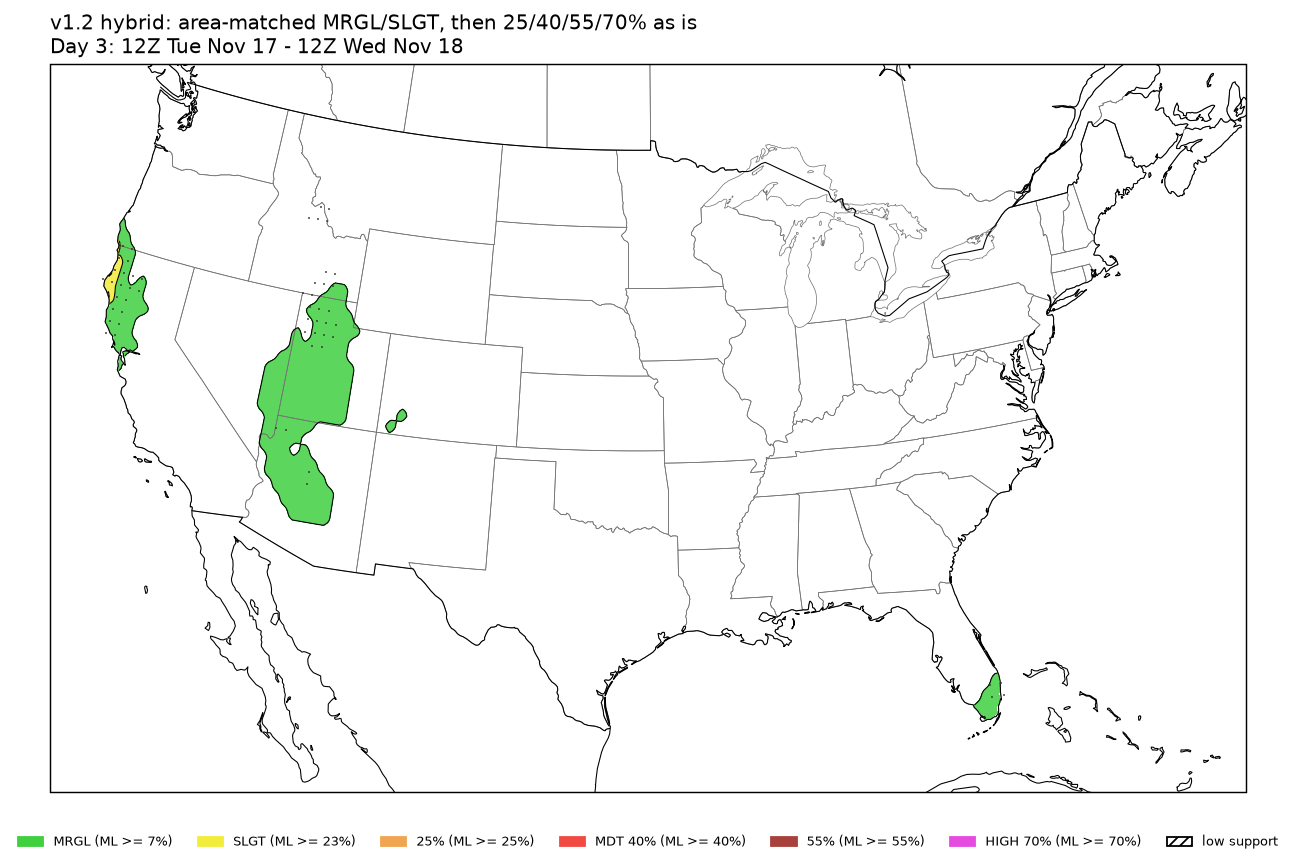 v1.2 hybrid: area-matched MRGL/SLGT, then 25/40/55/70% as is
Day 3: 12Z Tue Nov 17 - 12Z Wed Nov 18
MRGL (ML >= 7%) SLGT (ML >= 23%) 25% (ML >= 25%) MDT 40% (ML >= 40%) 55% (ML >= 55%) HIGH 70% (ML >= 70%) low support